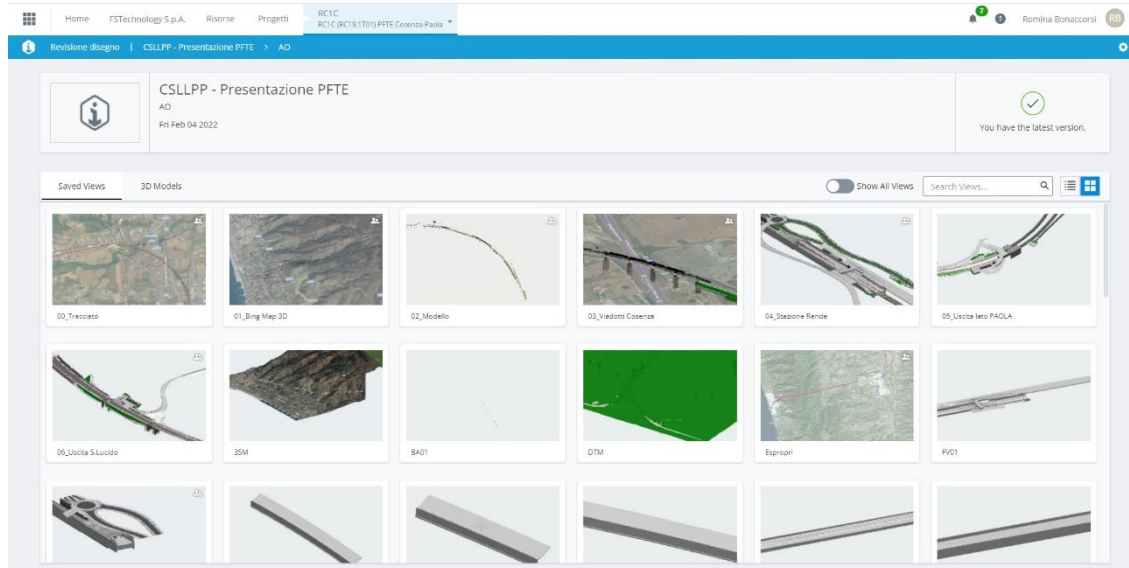 Home
FSTechnology S.p.A.
Risorse
Progetti
RC1C
RC1C (RC19.1T01) PFTE Cosenza-Paola
7
Romina Bonaccorsi
RB
Revisione disegno | CSLLPP - Presentazione PFTE > AO
CSLLPP - Presentazione PFTE
AO
Fri Feb 04 2022
You have the latest version.
Saved Views
3D Models
Show All Views
Search Views...
00_Tracciato
01_Bing Map 3D
02_Modello
03_Viadotti Cosenza
04_Stazione Rende
05_Uscita lato PAOLA
06_Uscita S.Lucido
3SM
BA01
DTM
Espropri
FV01